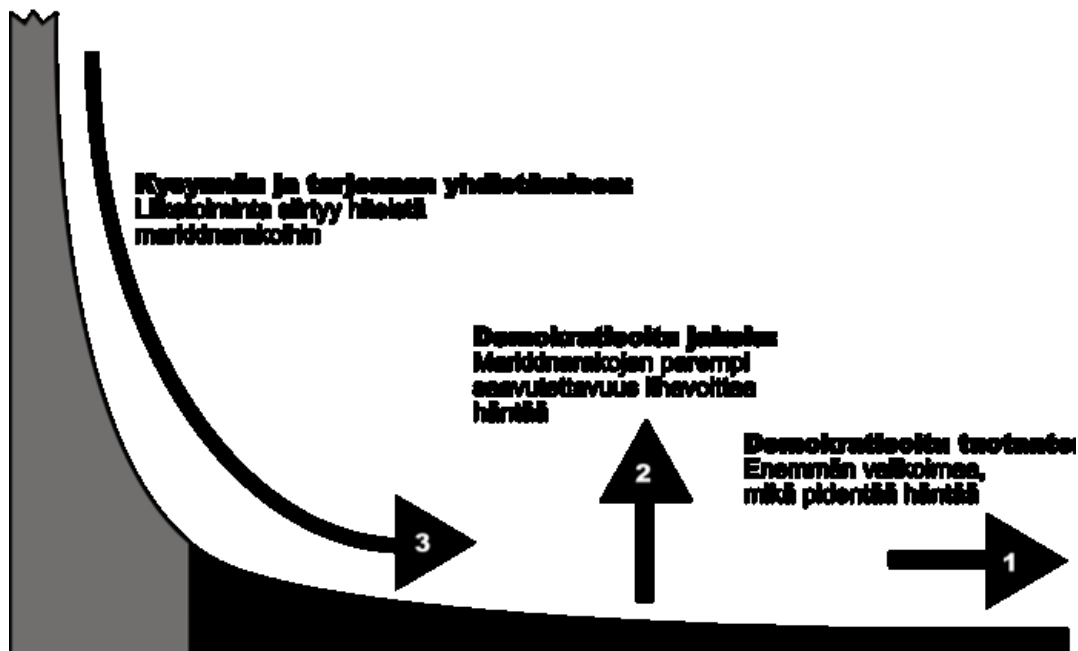 Kysynnän ja tarjonnan yhdistäminen:
Liiketoiminta siirtyy hiteistä
markkinarakoihin
Demokratisoitu jakelu:
Markkinarakojen parempi
saavutettavuus lihavoittaa
häntää
2
Demokratisoitu tuotanto:
Enemmän valikoimaa,
mikä pidentää häntää
3
1